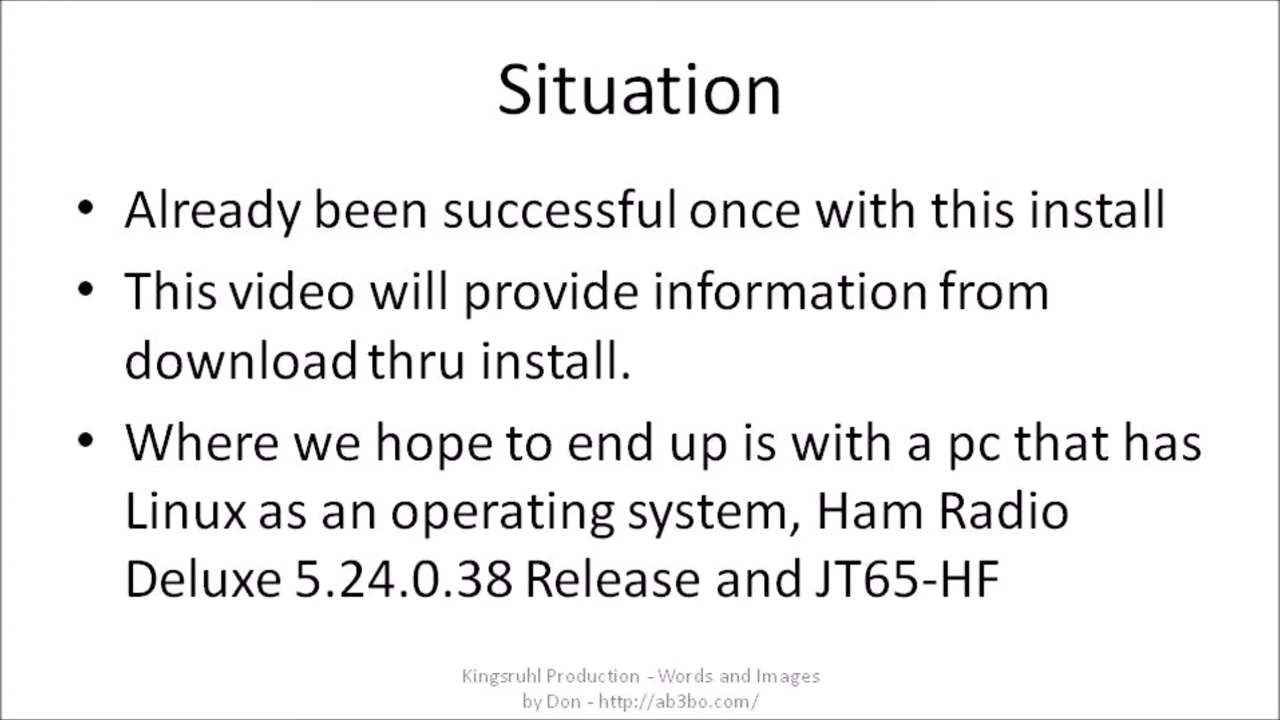 Situation
• Already been successful once with this install
• This video will provide information from
download thru install.
• Where we hope to end up is with a pc that has
Linux as an operating system, Ham Radio
Deluxe 5.24.0.38 Release and JT65-HF
Kingsruhl Production - Words and Images
by Don - http://ab3bo.com/